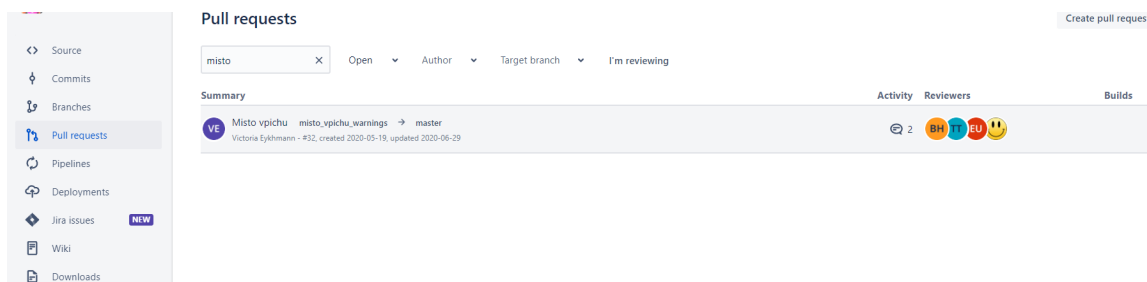 Pull requests
Create pull reques
Source
misto
Open
Author
Target branch
I'm reviewing
Commits
Summary
Activity
Reviewers
Builds
Branches
VE
Misto vpichu misto_vpichu_warnings → master
2
BH
TT
EU
Pull requests
Victoria Eykhmann - #32, created 2020-05-19, updated 2020-06-29
Pipelines
Deployments
Jira issues NEW
Wiki
Downloads